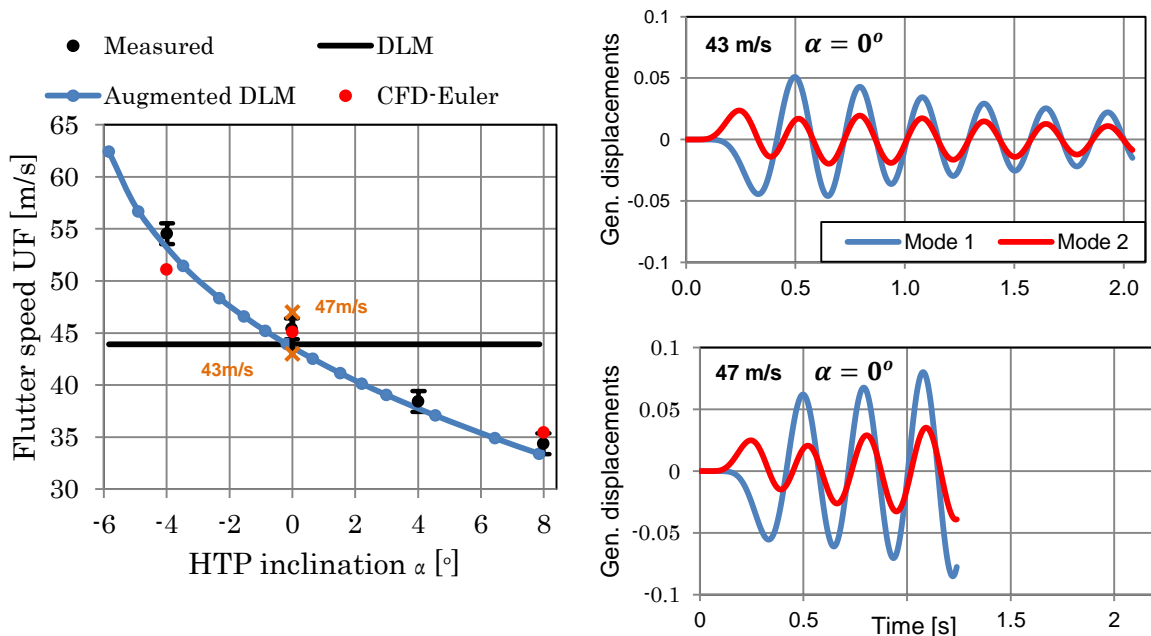 Measured
DLM
Augmented DLM
CFD-Euler
65
60
55
50
45
40
35
30
Flutter speed UF [m/s]
47m/s
43m/s
-6 -4 -2 0 2 4 6 8
HTP inclination α [°]
0.1
0.05
0
-0.05
-0.1
Gen. displacements
43 m/s α = 0º
Mode 1 Mode 2
0.0 0.5 1.0 1.5 2.0
0.1
0.05
0
-0.05
-0.1
Gen. displacements
47 m/s α = 0º
0 0.5 1 1.5 2
Time [s]